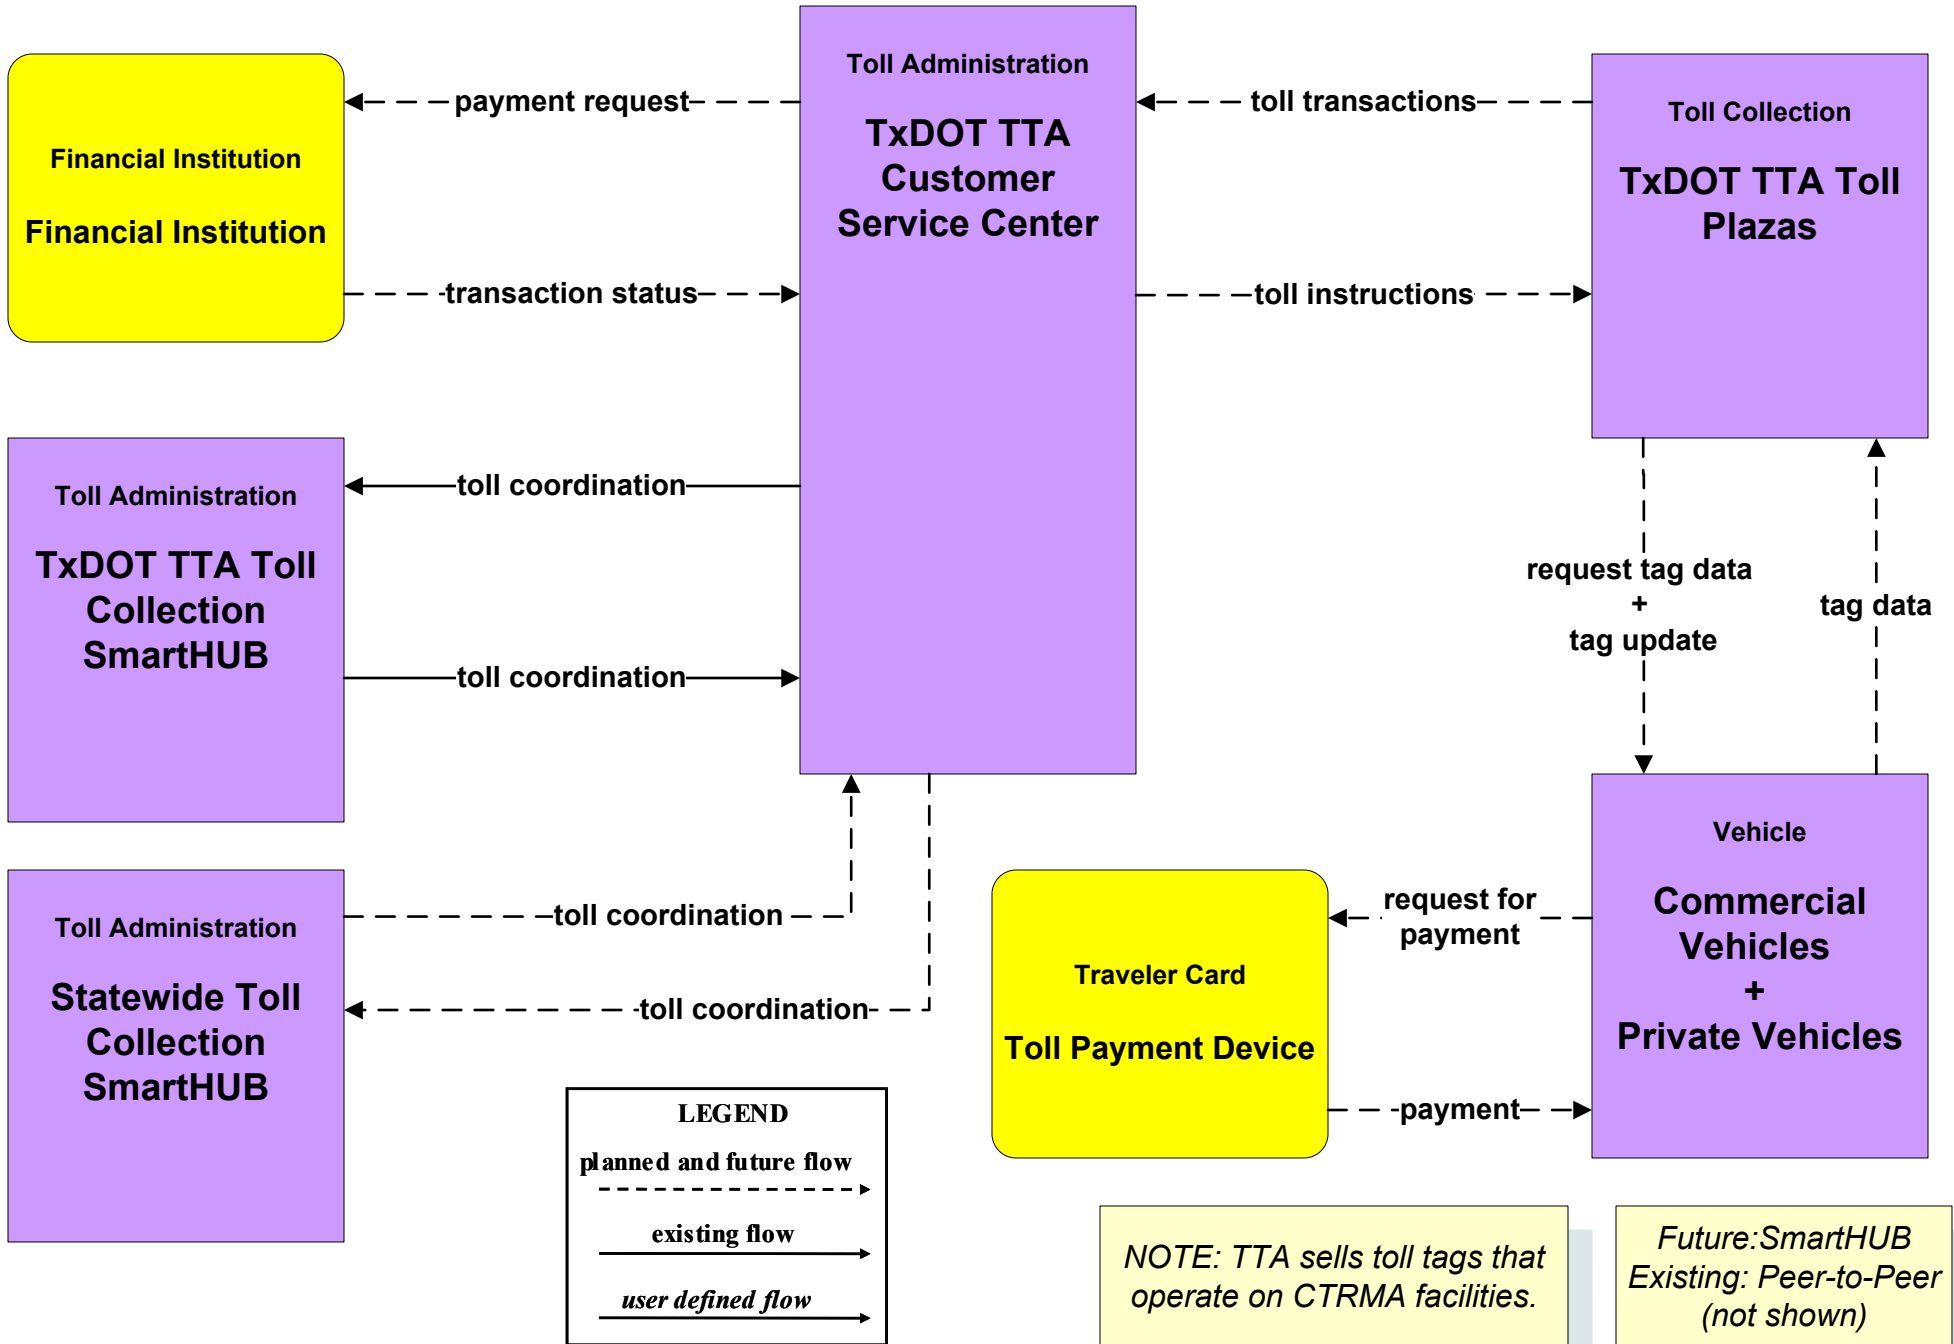 Toll Administration
TxDOT TTA
Customer
Service Center
payment request
toll transactions
Toll Collection
TxDOT TTA Toll
Plazas
Financial Institution
Financial Institution
transaction status
toll instructions
toll coordination
Toll Administration
TxDOT TTA Toll
Collection
SmartHUB
toll coordination
request tag data
+
tag update
tag data
Toll Administration
Statewide Toll
Collection
SmartHUB
toll coordination
toll coordination
Vehicle
Commercial
Vehicles
+
Private Vehicles
request for
payment
Traveler Card
Toll Payment Device
payment
LEGEND
planned and future flow
existing flow
user defined flow
NOTE: TTA sells toll tags that
operate on CTRMA facilities.
Future:SmartHUB
Existing: Peer-to-Peer
(not shown)